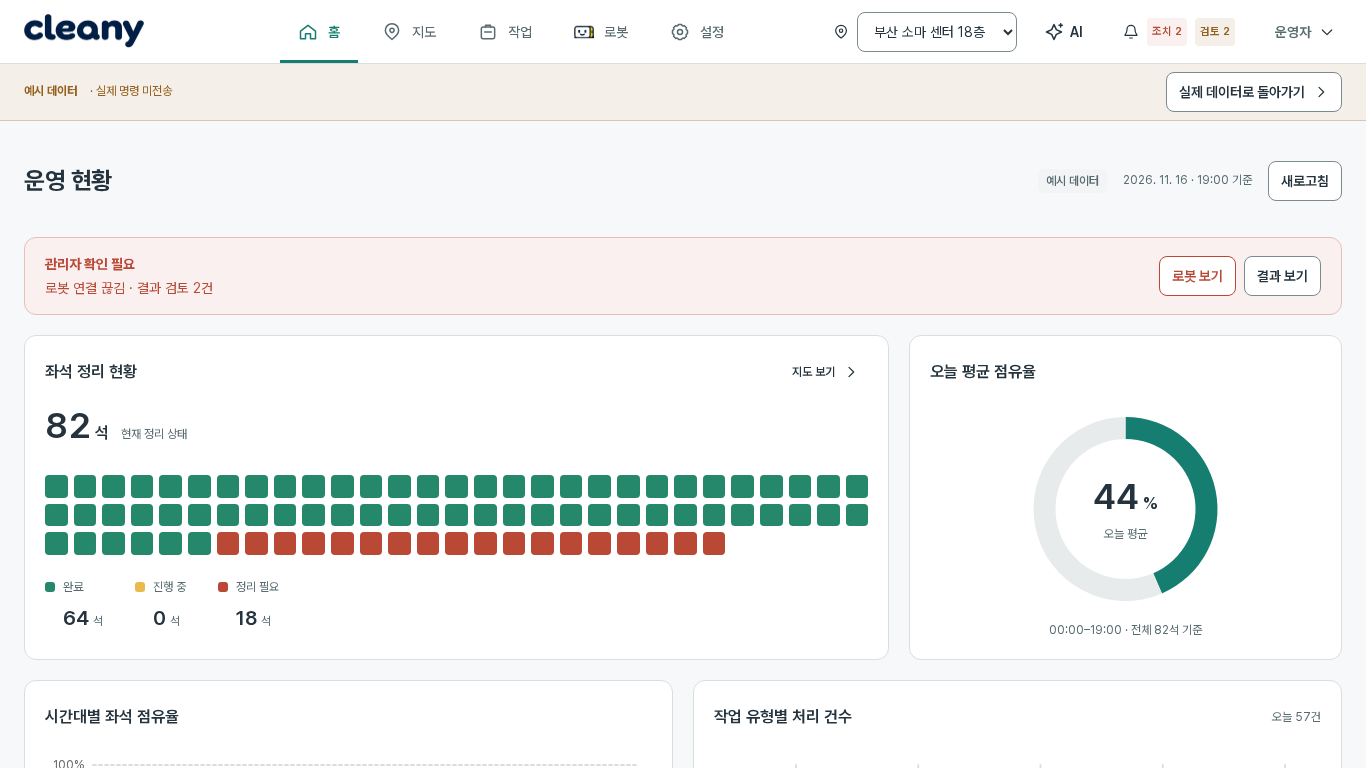 cleany
홈
지도
작업
로봇
설정
부산 소마 센터 18층
AI
조치 2
검토 2
운영자
예시 데이터 · 실제 명령 미전송
실제 데이터로 돌아가기
운영 현황
예시 데이터
2026. 11. 16 · 19:00 기준
새로고침
관리자 확인 필요
로봇 연결 끊김 · 결과 검토 2건
로봇 보기
결과 보기
좌석 정리 현황
지도 보기
82 석 현재 정리 상태
완료
64 석
진행 중
0 석
정리 필요
18 석
오늘 평균 점유율
44 %
오늘 평균
00:00–19:00 · 전체 82석 기준
시간대별 좌석 점유율
100%
작업 유형별 처리 건수
오늘 57건